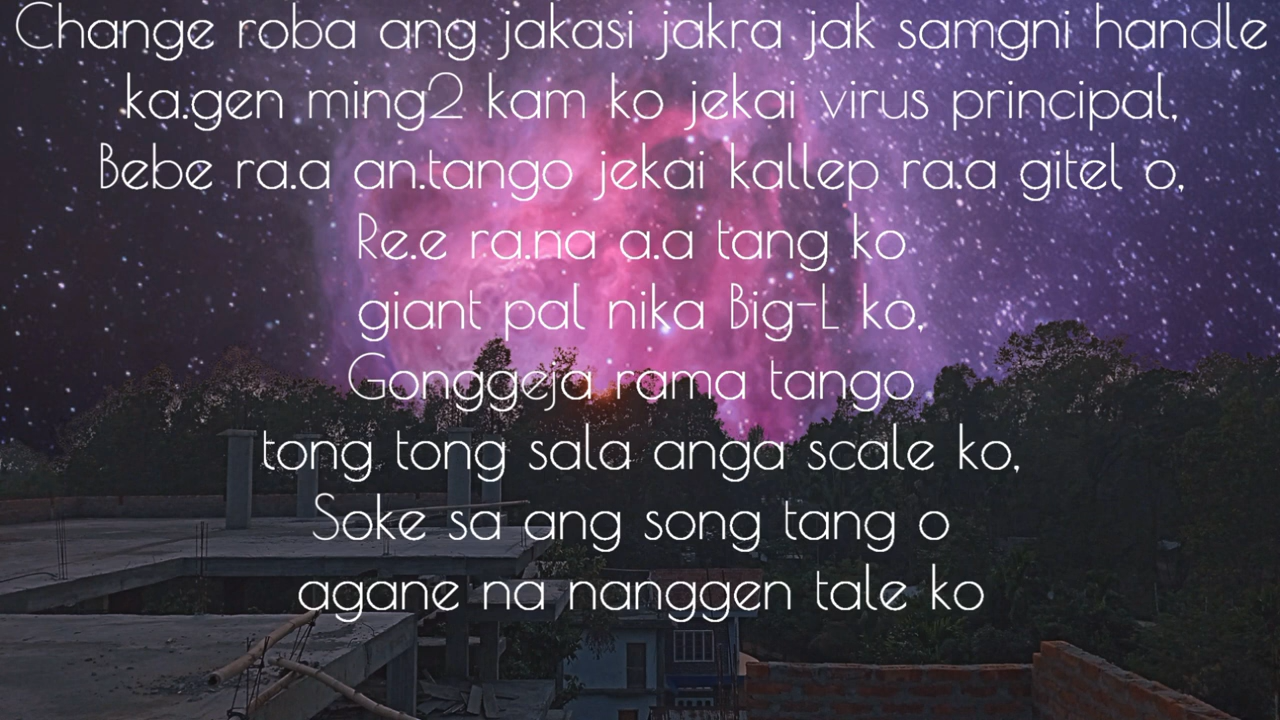 Change roba ang jakasi jakra jak samgni handle
ka.gen ming2 kam ko jekai virus principal,
Bebe ra.a an.tango jekai kallep ra.a gitel o,
Re.e ra.na a.a tang ko
giant pal nika Big-L ko,
Gonggeja rama tango
tong tong sala anga scale ko,
Soke sa ang song tang o
agane na nanggen tale ko